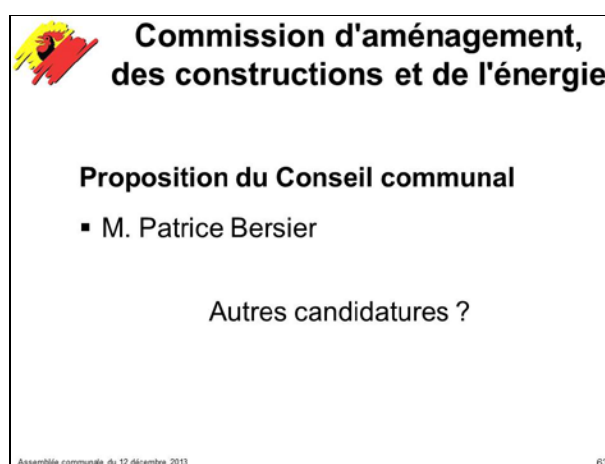 Commission d'aménagement,
des constructions et de l'énergie
Proposition du Conseil communal
▪ M. Patrice Bersier
Autres candidatures ?
Assemblée communale du 12 décembre 2013